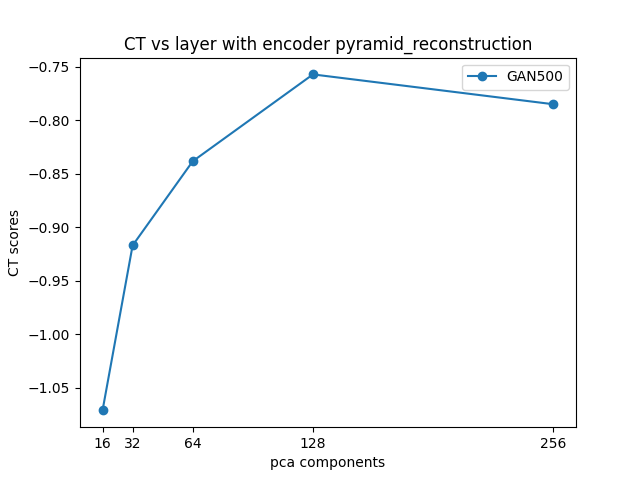 CT vs layer with encoder pyramid_reconstruction
GAN500
CT scores
−0.75
−0.80
−0.85
−0.90
−0.95
−1.00
−1.05
16 32 64 128 256
pca components